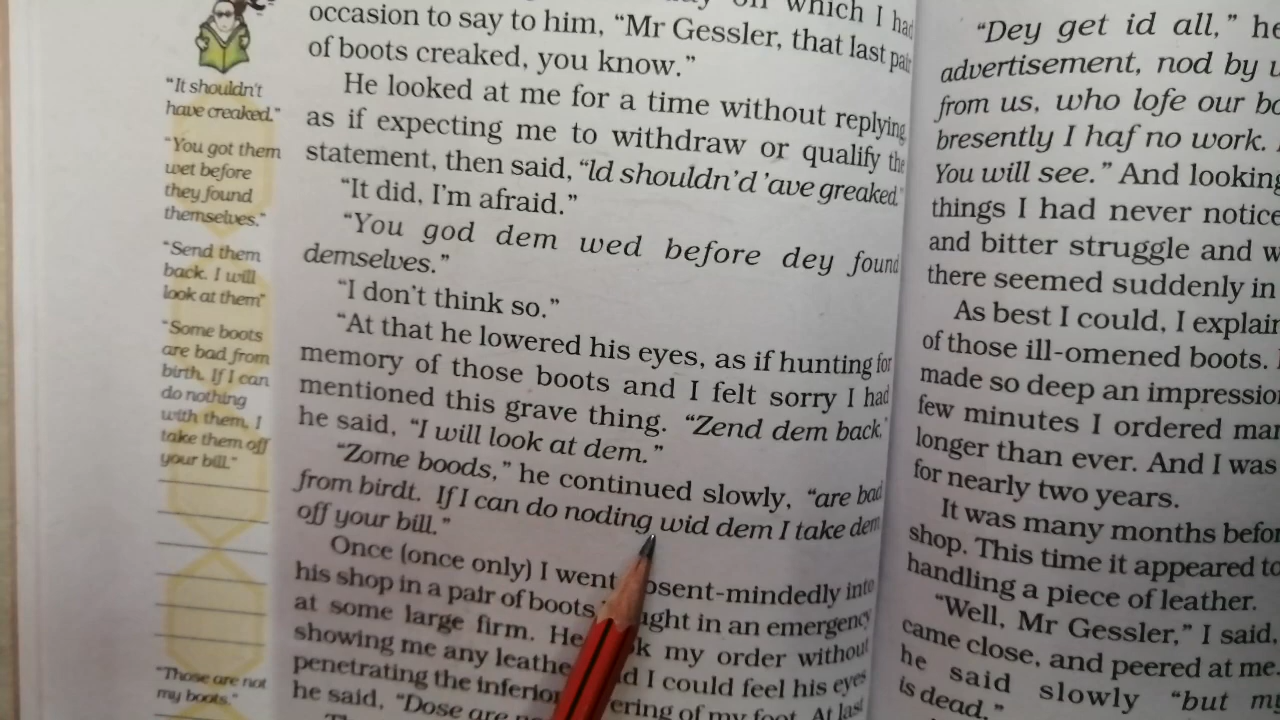 "It shouldn't
have creaked."
"You got them
wet before
they found
themselves."
"Send them
back. I will
look at them"
"Some boots
are bad from
birth. If I can
do nothing
with them, I
take them off
your bill."
"Those are not
my boots."
which I had
occasion to say to him, "Mr Gessler, that last pair
of boots creaked, you know."
He looked at me for a time without replying
as if expecting me to withdraw or qualify the
statement, then said, "Id shouldn'd 'ave greaked."
"It did, I'm afraid."
"You god dem wed before dey found
demselves."
"I don't think so."
"At that he lowered his eyes, as if hunting for
memory of those boots and I felt sorry I had
mentioned this grave thing. "Zend dem back."
he said, "I will look at dem."
"Zome boods," he continued slowly, "are bad
from birdt. If I can do noding wid dem I take dem
off your bill."
Once (once only) I went absent-mindedly into
his shop in a pair of boots in an emergency
at some large firm. He my order without
showing me any I could feel his eyes
penetrating the of my foot. At last
he said, "Dose are
"Dey get id all," he
advertisement, nod by
from us, who lofe our
bresently I haf no work.
You will see." And looking
things I had never
and bitter struggle and
there seemed suddenly in
As best I could, I
of those ill-omened boots.
made so deep an
few minutes I ordered
longer than ever. And I was
for nearly two years.
It was many months
shop. This time it appeared
handling a piece of leather.
"Well, Mr Gessler," I said,
came close, and peered at me.
he said slowly "but
is dead."